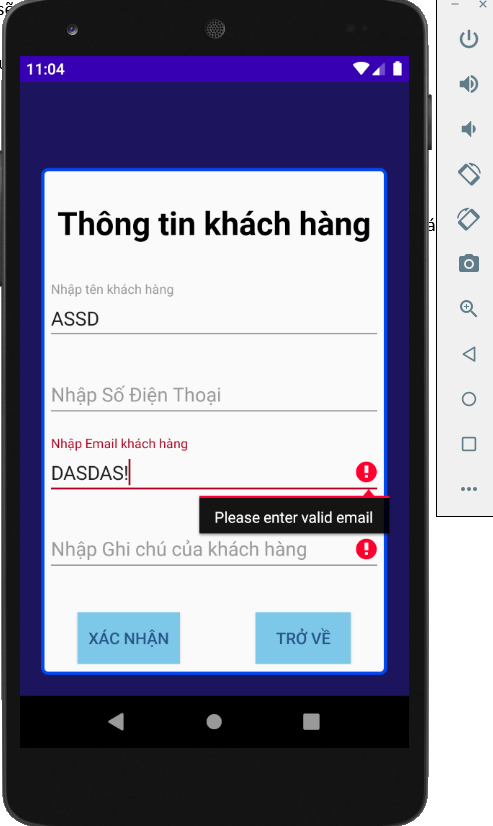 11:04
Thông tin khách hàng
Nhập tên khách hàng
ASSD
Nhập Số Điện Thoại
Nhập Email khách hàng
DASDAS!
Please enter valid email
Nhập Ghi chú của khách hàng
XÁC NHẬN
TRỞ VỀ